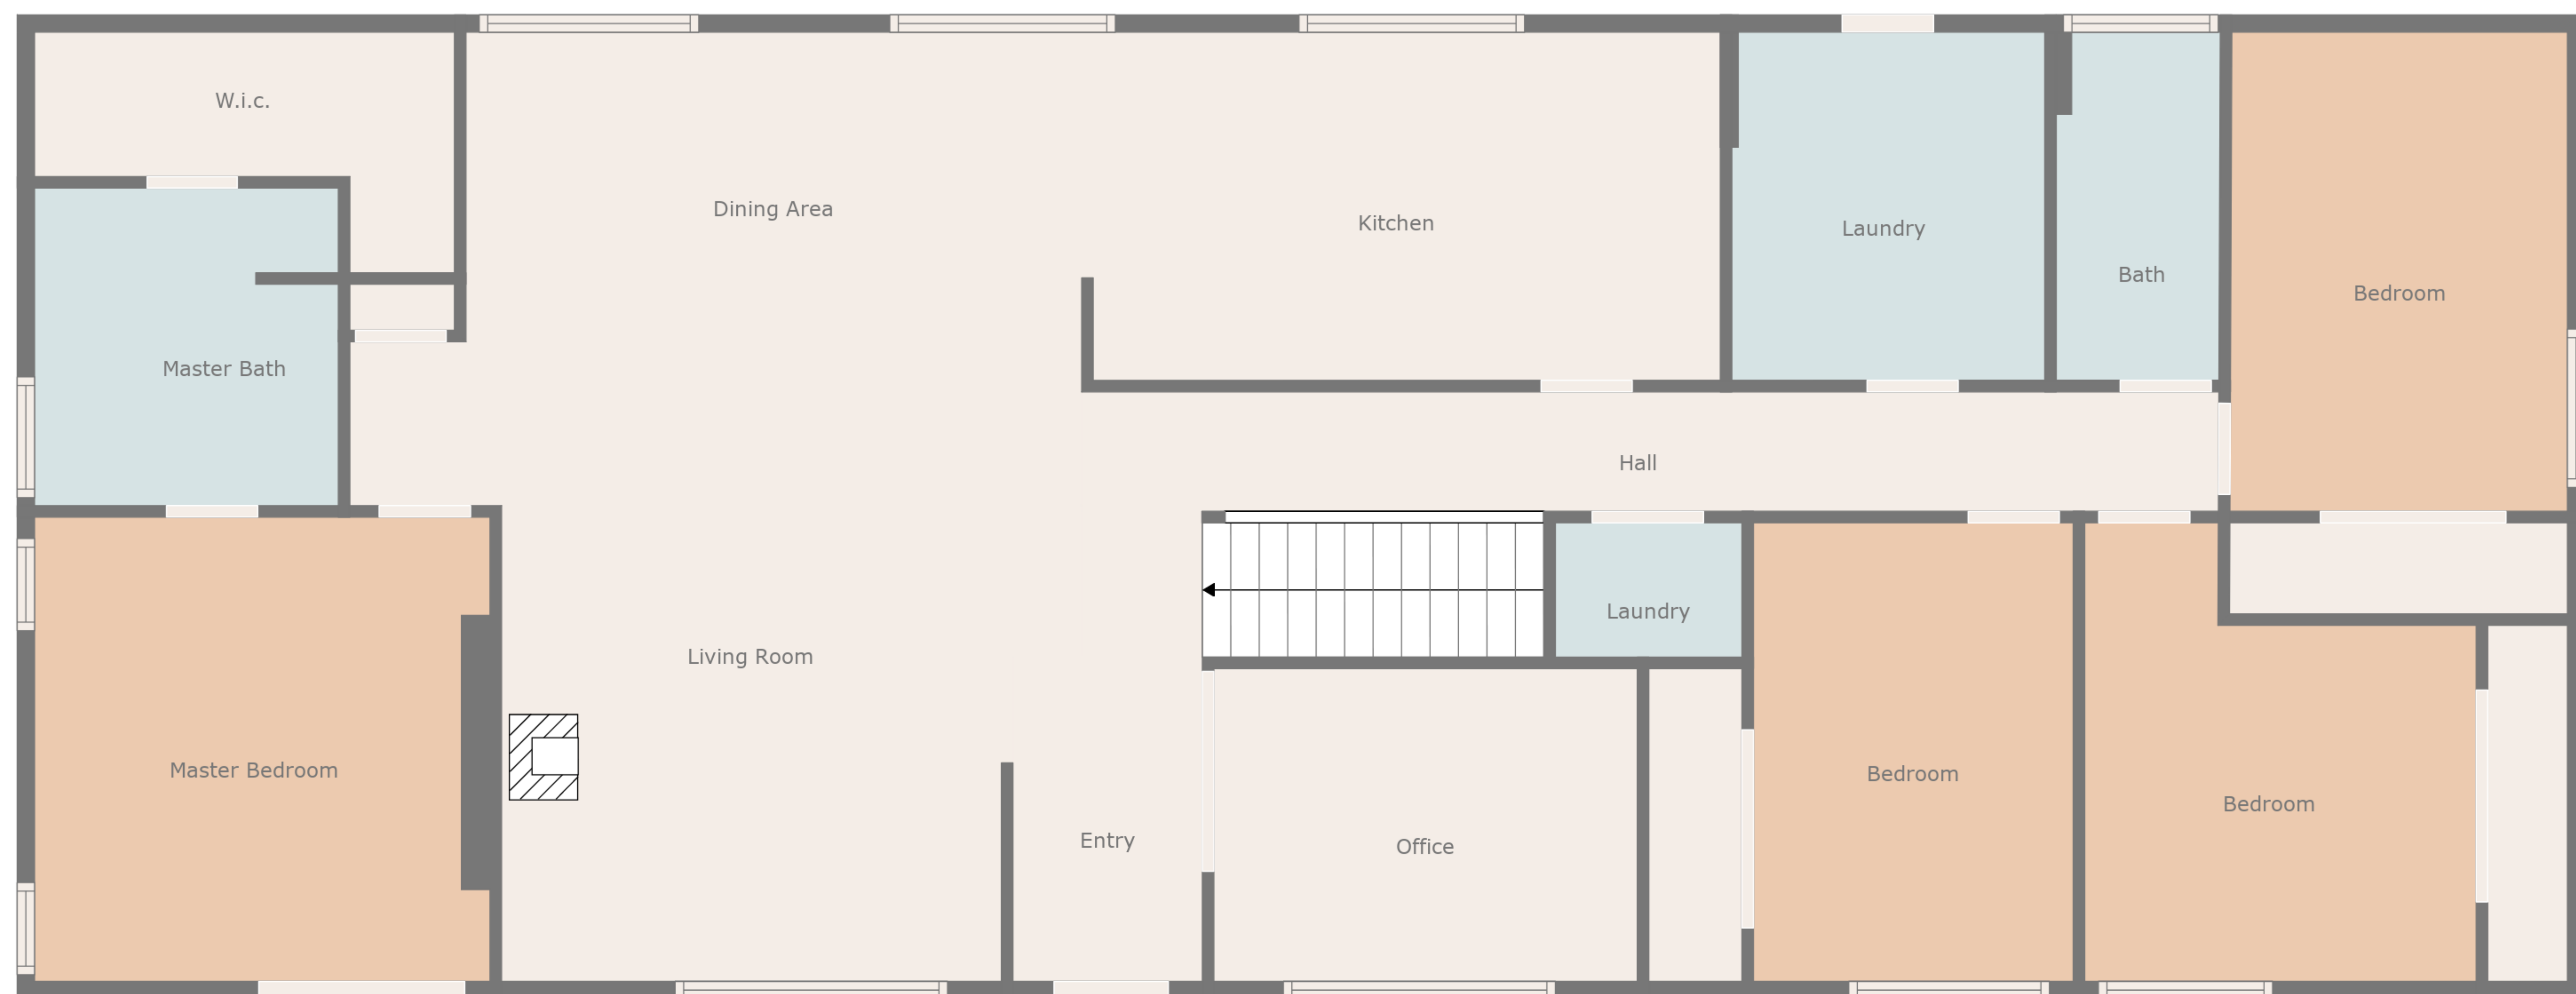 W.i.c.
Dining Area
Kitchen
Laundry
Bath
Bedroom
Master Bath
Hall
Laundry
Living Room
Master Bedroom
Entry
Office
Bedroom
Bedroom